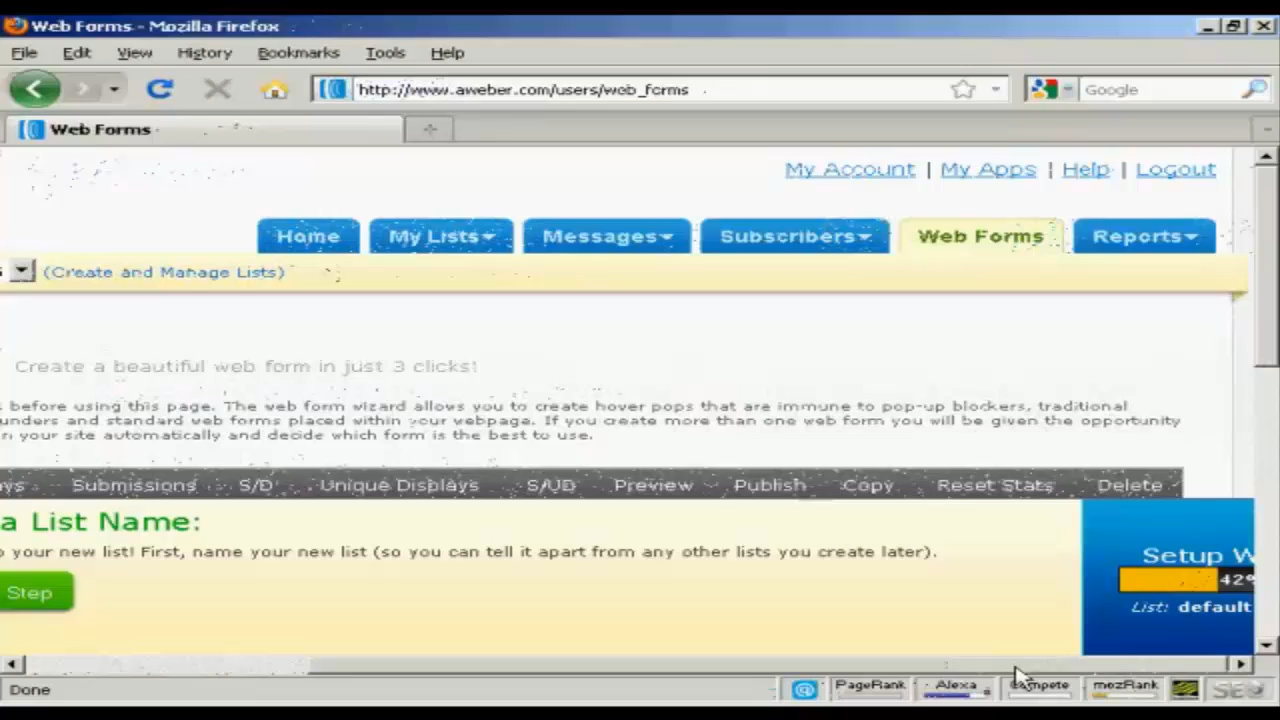 Web Forms - Mozilla Firefox
File Edit View History Bookmarks Tools Help
http://www.aweber.com/users/web_forms
Google
Web Forms
My Account | My Apps | Help | Logout
Home My Lists Messages Subscribers Web Forms Reports
(Create and Manage Lists)
Create a beautiful web form in just 3 clicks!
before using this page. The web form wizard allows you to create hover pops that are immune to pop-up blockers, traditional
unders and standard web forms placed within your webpage. If you create more than one web form you will be given the opportunity
your site automatically and decide which form is the best to use.
Submissions S/D Unique Displays S/UD Preview Publish Copy Reset Stats Delete
a List Name:
your new list! First, name your new list (so you can tell it apart from any other lists you create later).
Setup W
Step
42%
List: default
Done
PageRank Alexa Compete mozRank SEO